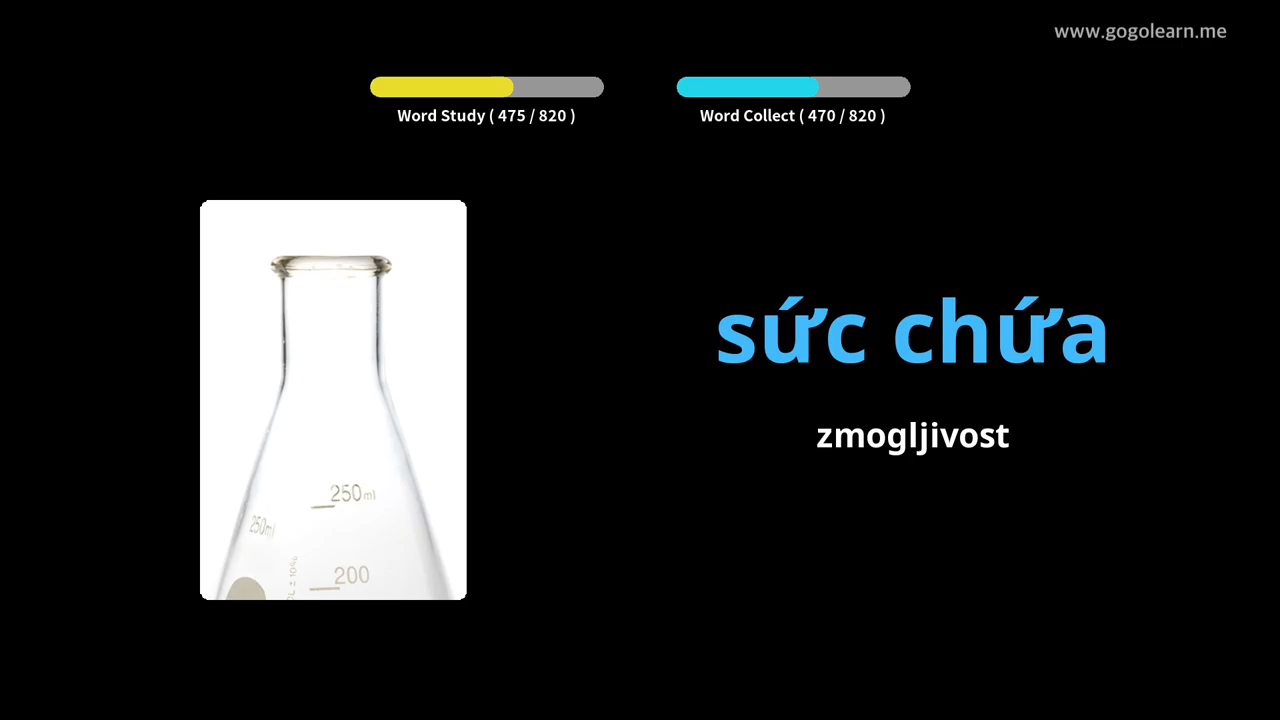 www.gogolearn.me
Word Study ( 475 / 820 )
Word Collect ( 470 / 820 )
sức chứa
zmogljivost
250ml
250ml
200